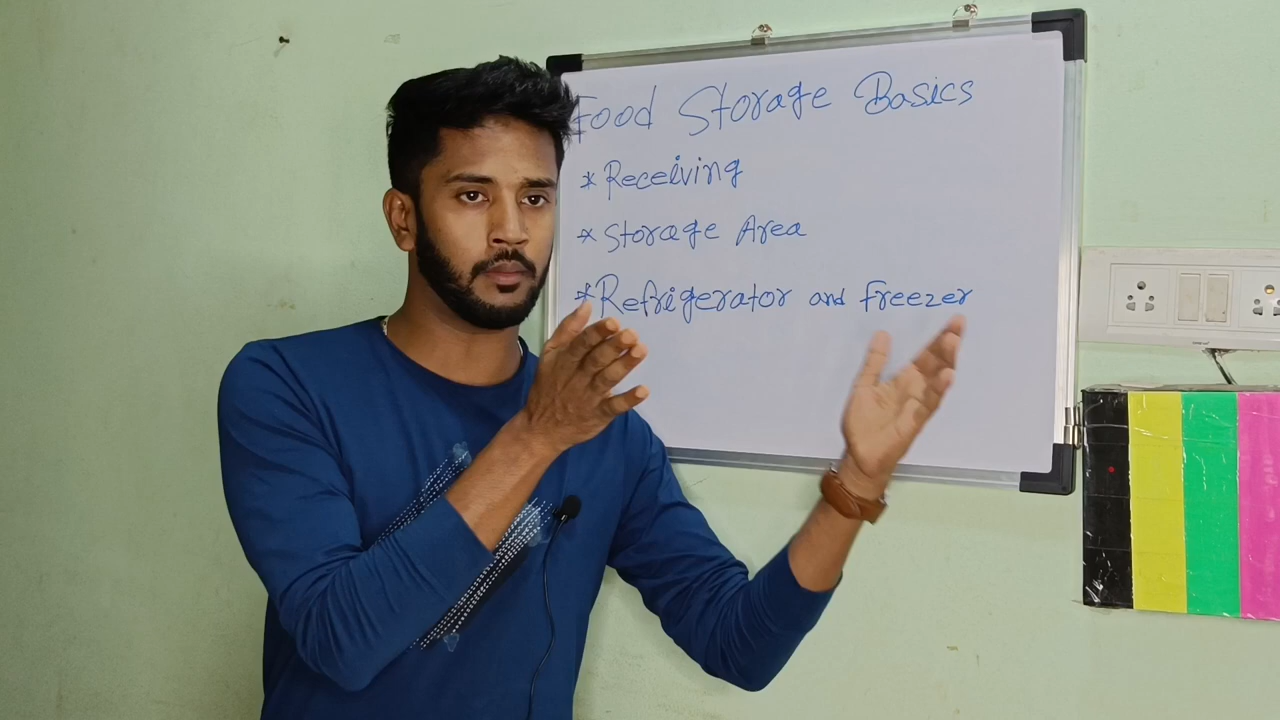 Food Storage Basics
* Receiving
* Storage Area
* Refrigerator and freezer